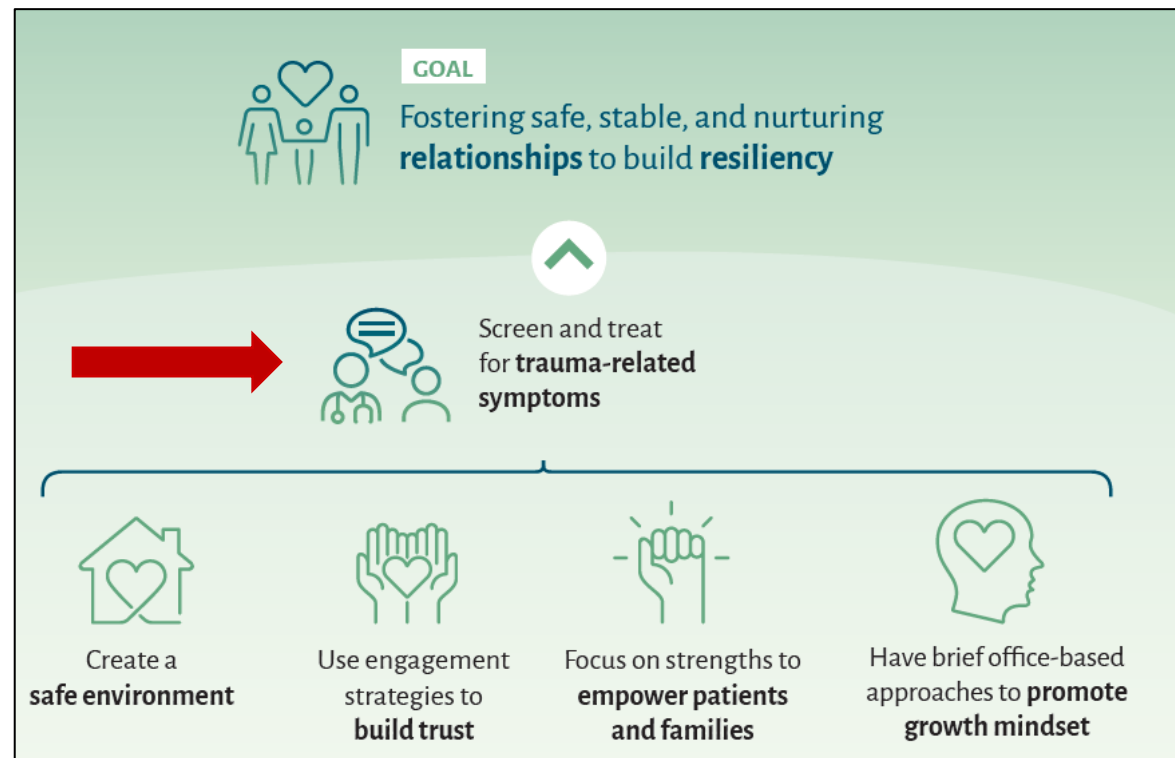 GOAL
Fostering safe, stable, and nurturing
relationships to build resiliency
Screen and treat
for trauma-related
symptoms
Create a
safe environment
Use engagement
strategies to
build trust
Focus on strengths to
empower patients
and families
Have brief office-based
approaches to promote
growth mindset